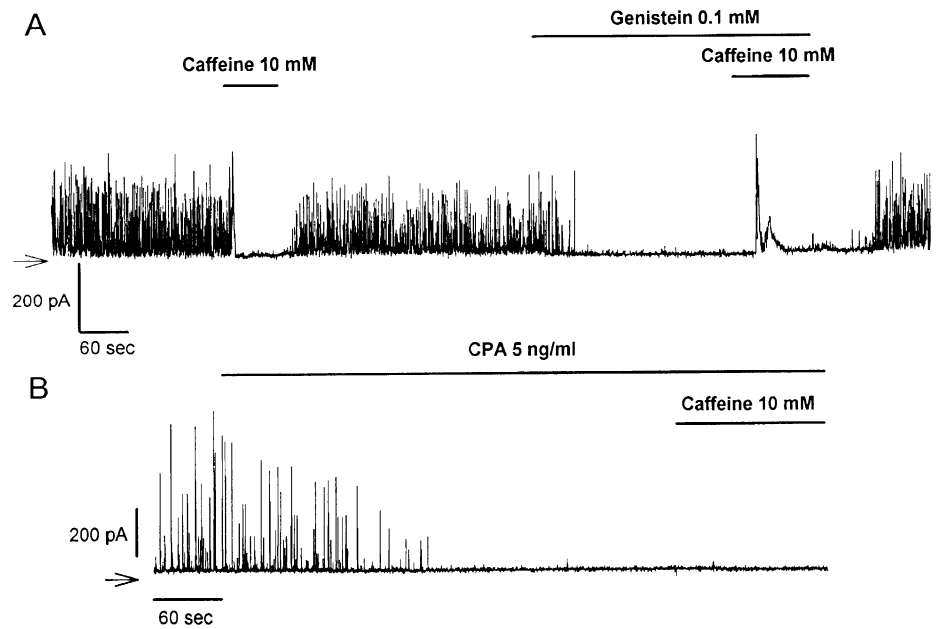 A
Genistein 0.1 mM
Caffeine 10 mM
Caffeine 10 mM
200 pA
60 sec
CPA 5 ng/ml
B
Caffeine 10 mM
200 pA
60 sec